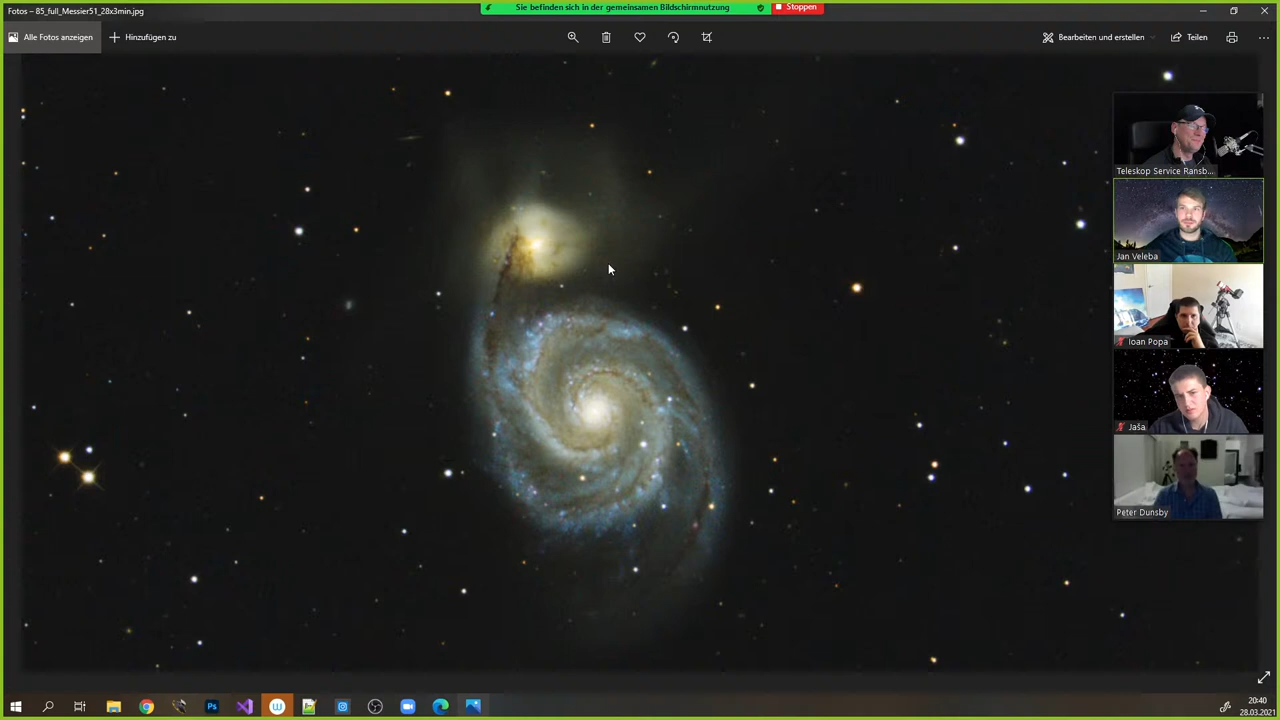 Fotos – 85_full_Messier51_28x3min.jpg
Sie befinden sich in der gemeinsamen Bildschirmnutzung
Stoppen
Alle Fotos anzeigen
Hinzufügen zu
Bearbeiten und erstellen
Teilen
Teleskop Service Ransb...
Jan Veleba
Ioan Popa
Jaša
Peter Dunsby
Ps
20:40
28.03.2021